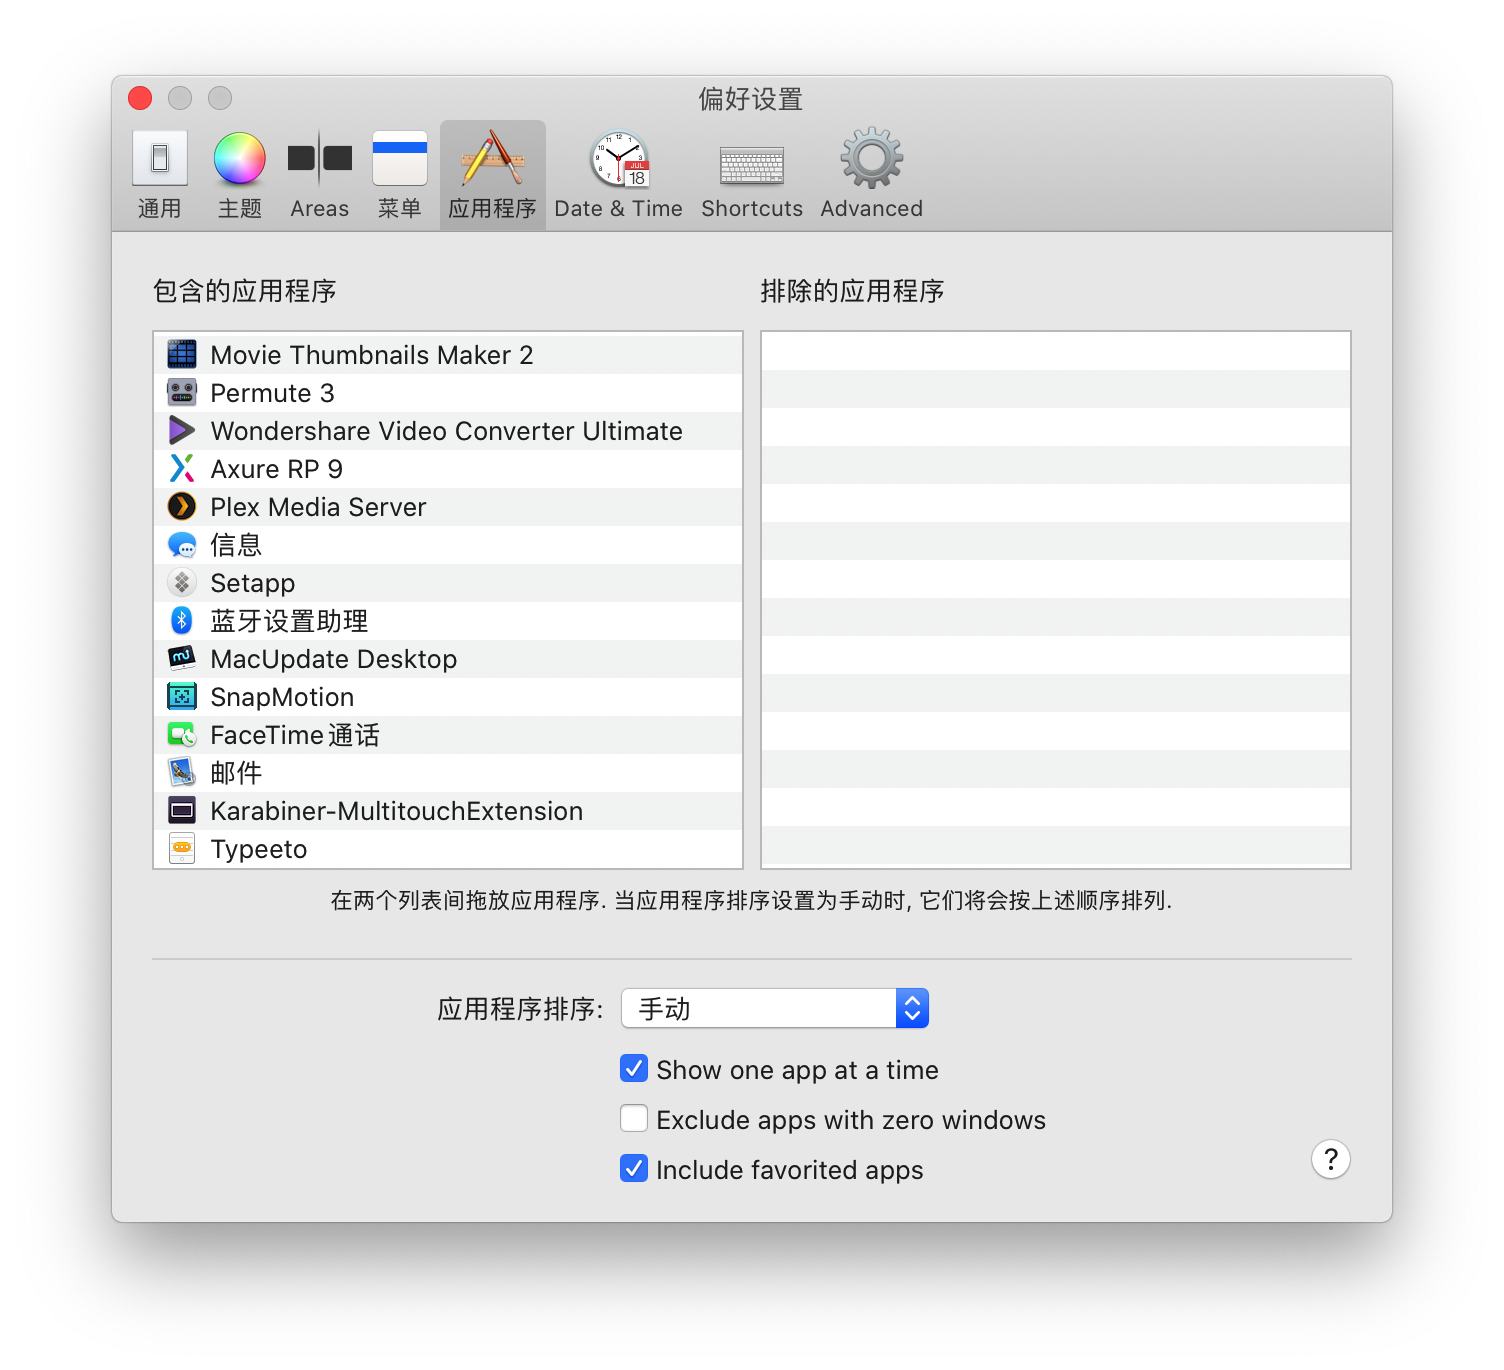 偏好设置
通用
主题
Areas
菜单
应用程序
Date & Time
Shortcuts
Advanced
JUL
18
包含的应用程序
排除的应用程序
Movie Thumbnails Maker 2
Permute 3
Wondershare Video Converter Ultimate
Axure RP 9
Plex Media Server
信息
Setapp
蓝牙设置助理
MacUpdate Desktop
SnapMotion
FaceTime通话
邮件
Karabiner-MultitouchExtension
Typeeto
在两个列表间拖放应用程序. 当应用程序排序设置为手动时, 它们将会按上述顺序排列.
应用程序排序:
手动
Show one app at a time
Exclude apps with zero windows
Include favorited apps
?